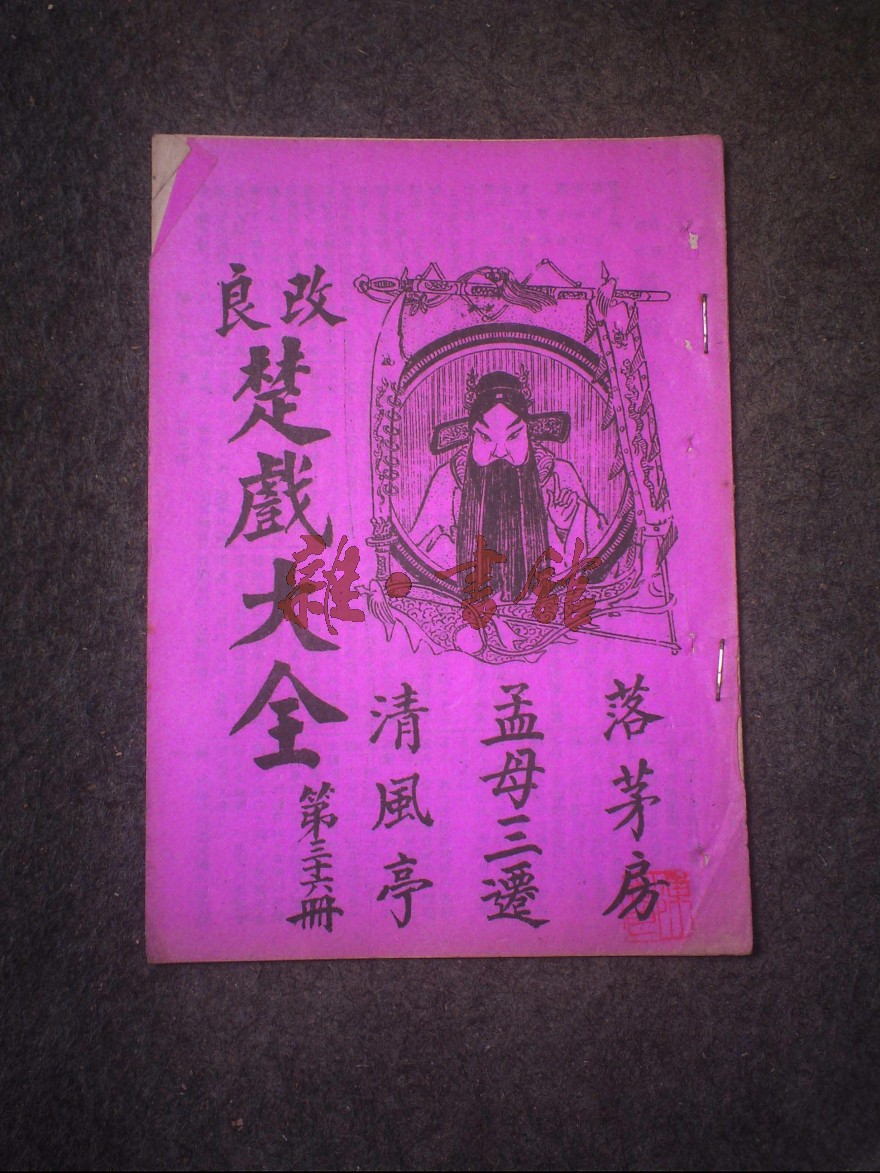 改良
楚戲大全
第三十六冊
落茅房
孟母三遷
清風亭
雜·書館